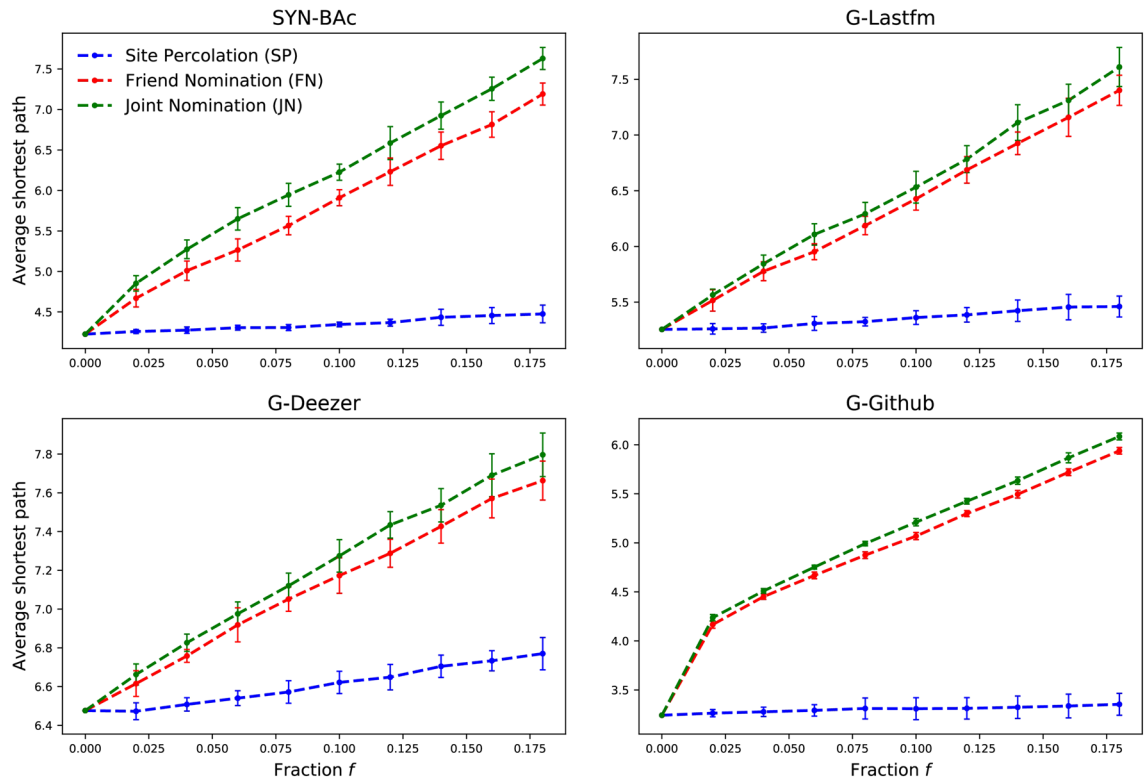 SYN-BAc
Average shortest path
7.5
7.0
6.5
6.0
5.5
5.0
4.5
Site Percolation (SP)
Friend Nomination (FN)
Joint Nomination (JN)
0.000 0.025 0.050 0.075 0.100 0.125 0.150 0.175
G-Lastfm
7.5
7.0
6.5
6.0
5.5
0.000 0.025 0.050 0.075 0.100 0.125 0.150 0.175
G-Deezer
Average shortest path
7.8
7.6
7.4
7.2
7.0
6.8
6.6
6.4
0.000 0.025 0.050 0.075 0.100 0.125 0.150 0.175
Fraction f
G-Github
6.0
5.5
5.0
4.5
4.0
3.5
0.000 0.025 0.050 0.075 0.100 0.125 0.150 0.175
Fraction f